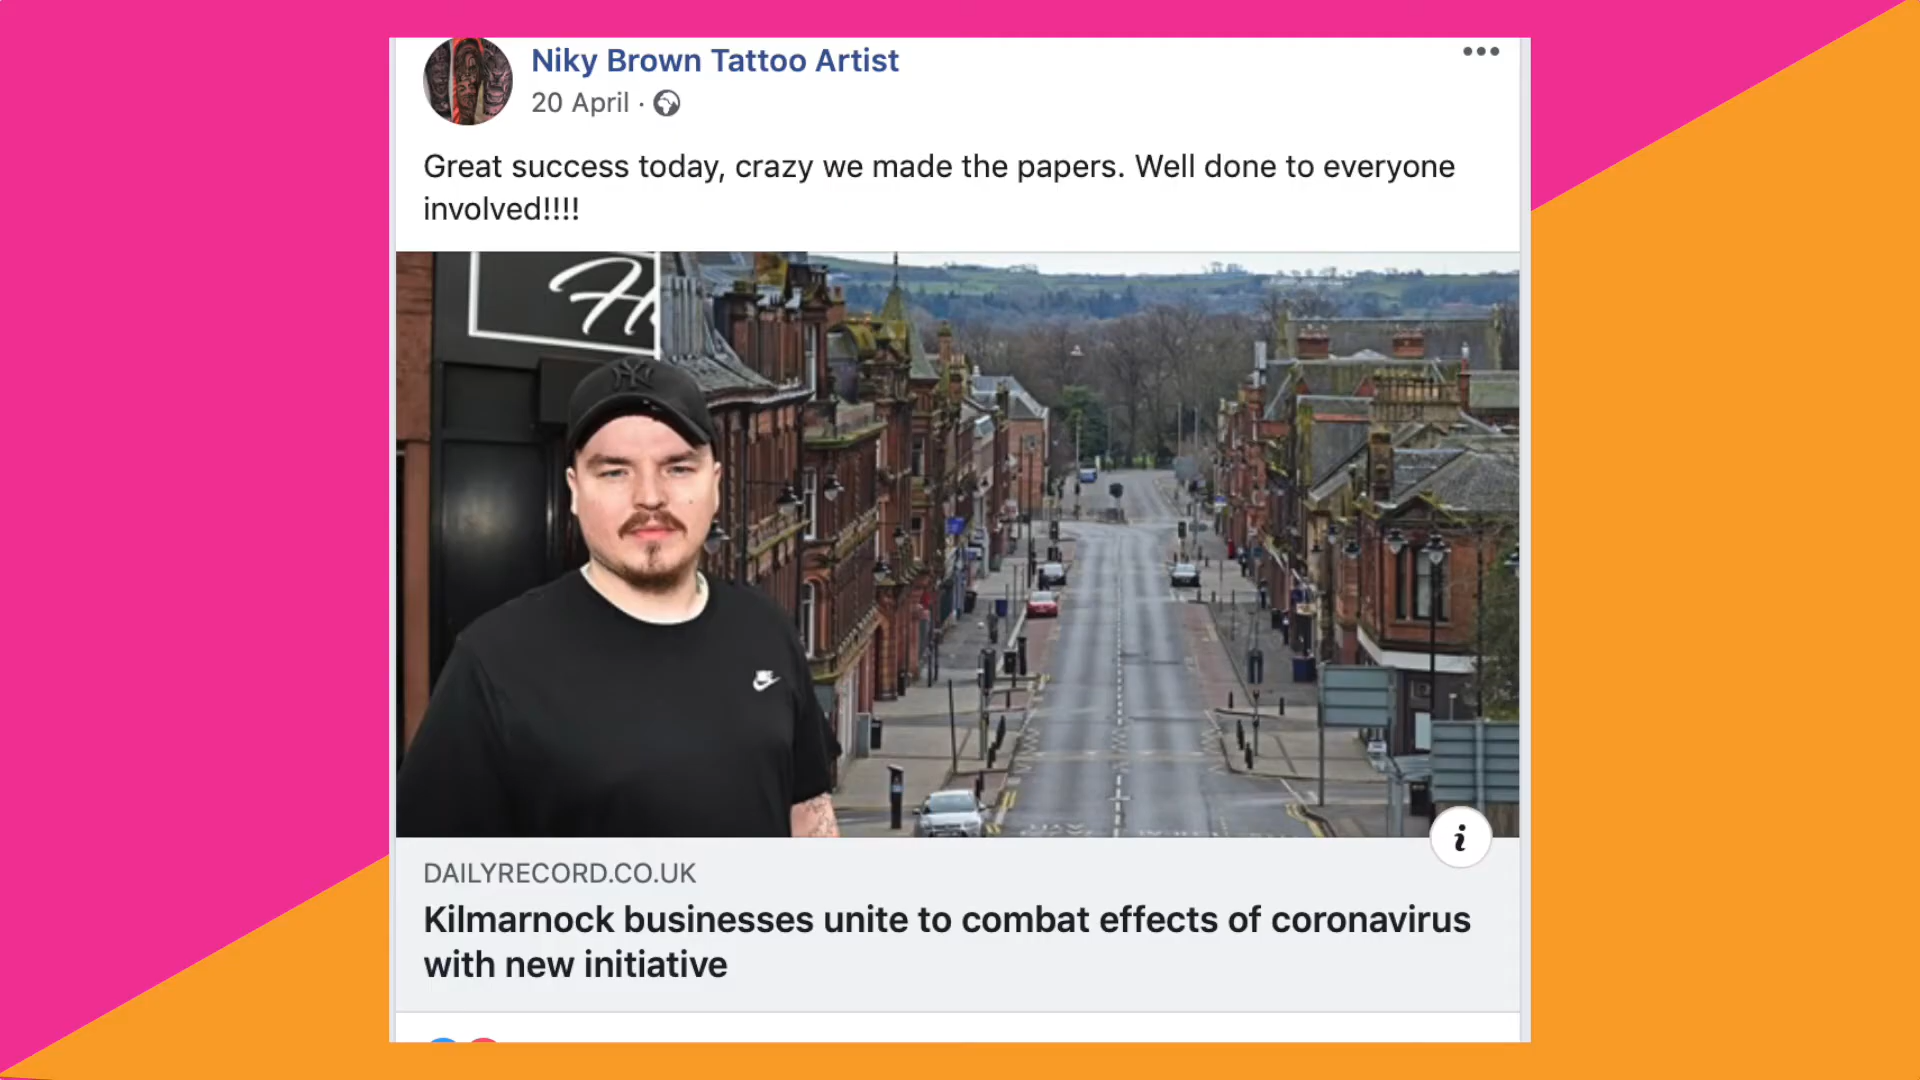 Niky Brown Tattoo Artist
20 April ·
Great success today, crazy we made the papers. Well done to everyone
involved!!!!
H
NY
DAILYRECORD.CO.UK
i
Kilmarnock businesses unite to combat effects of coronavirus
with new initiative